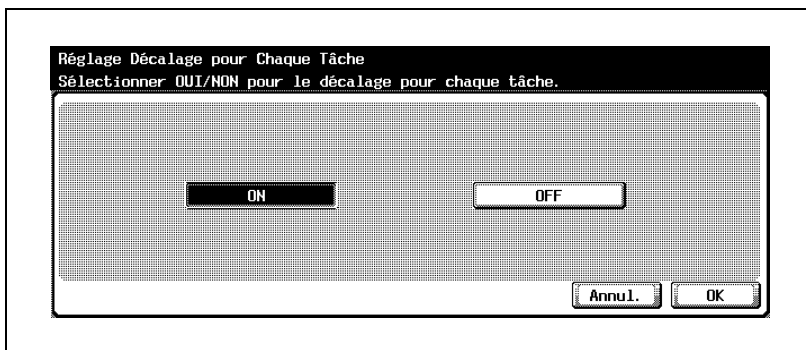 Réglage Décalage pour Chaque Tâche
Sélectionner OUI/NON pour le décalage pour chaque tâche.
ON OFF
Annul. OK